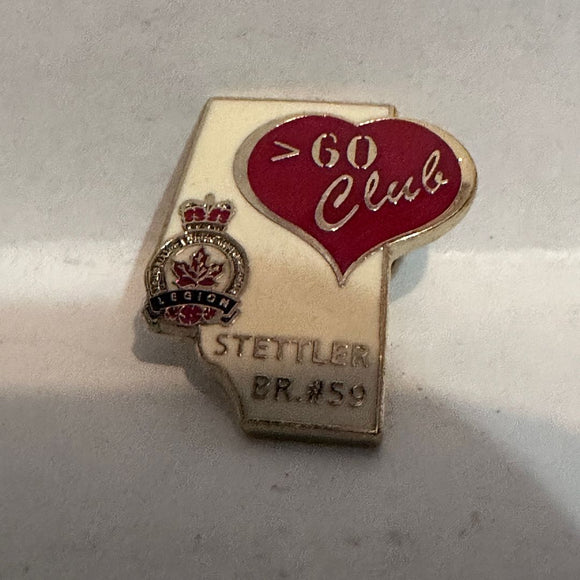 > 60
Club
LEGION
STETTLER
BR. #59